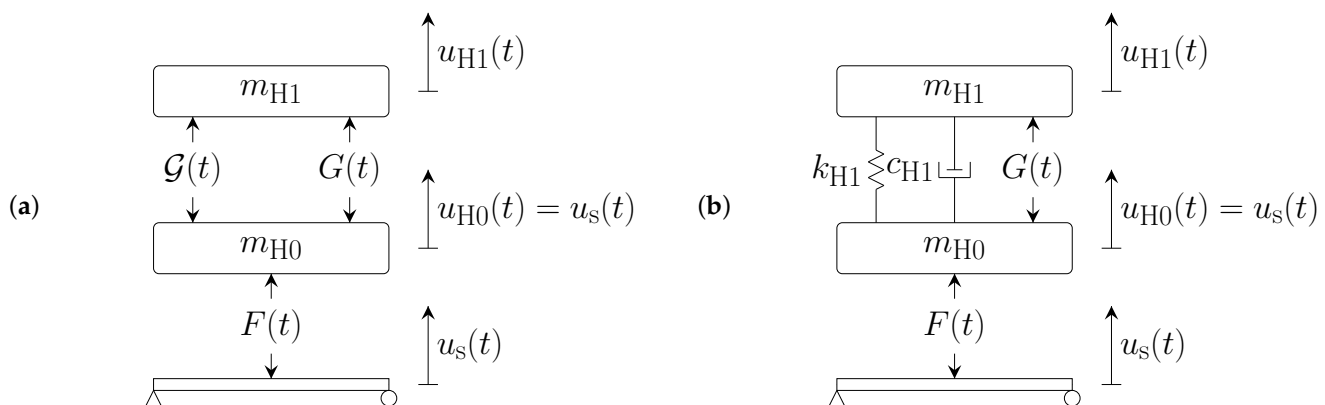 (a)
u_H1(t)
m_H1
𝒢(t) G(t)
u_H0(t) = u_s(t)
m_H0
F(t)
u_s(t)
(b)
u_H1(t)
m_H1
k_H1 c_H1 G(t)
u_H0(t) = u_s(t)
m_H0
F(t)
u_s(t)